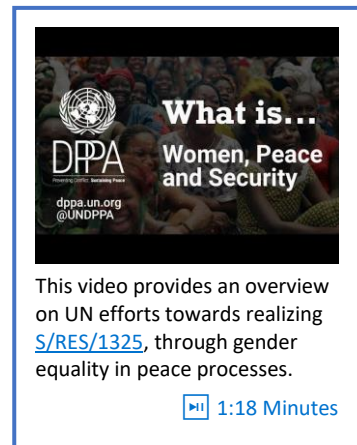 What is...
DPPA
Preventing Conflict. Sustaining Peace
Women, Peace
and Security
dppa.un.org
@UNDPPA
This video provides an overview
on UN efforts towards realizing
S/RES/1325, through gender
equality in peace processes.
1:18 Minutes